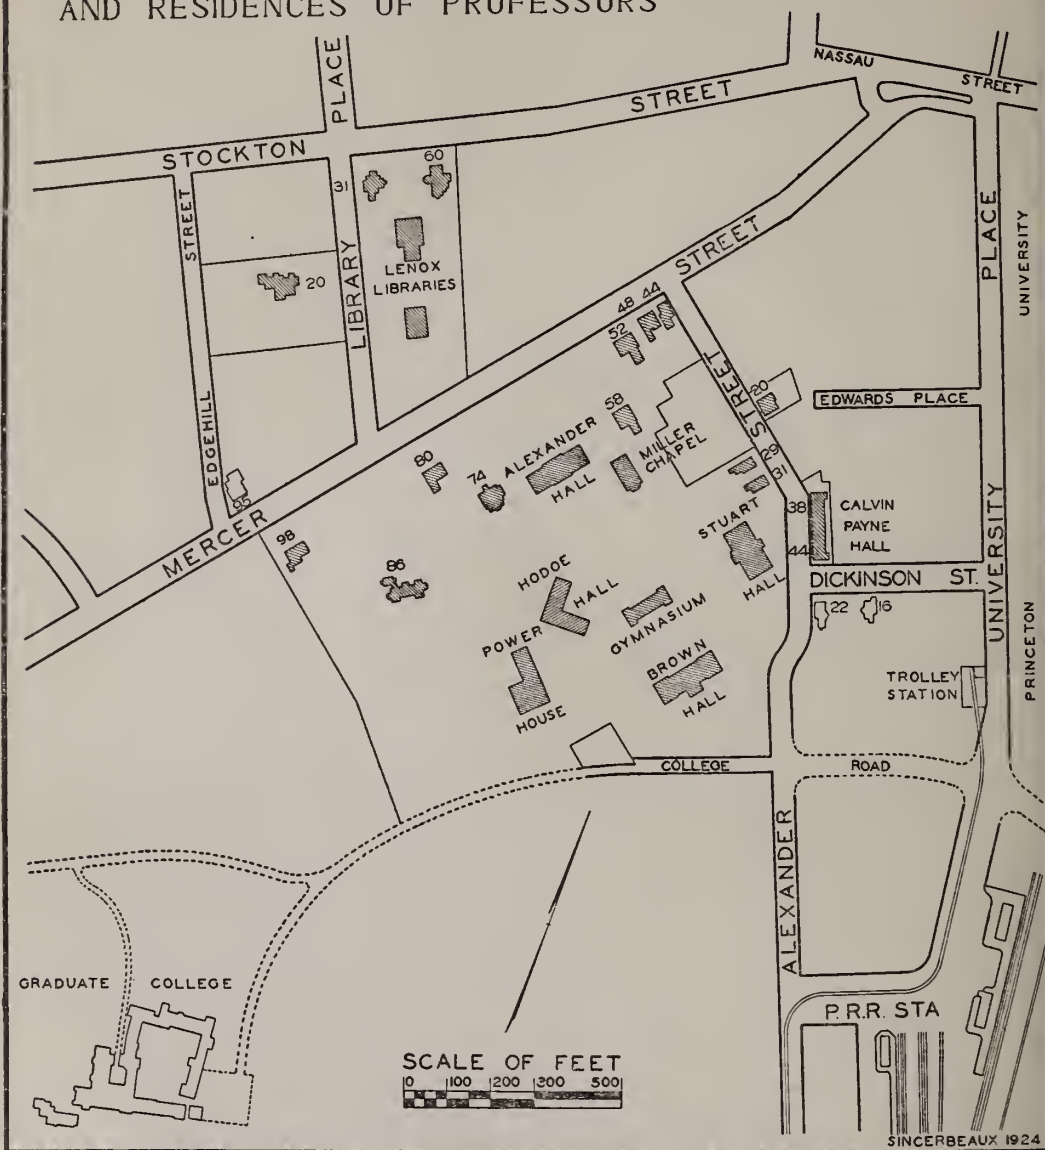 AND RESIDENCES OF PROFESSORS
NASSAU STREET
PLACE
STOCKTON STREET
60
31
STREET
PLACE
UNIVERSITY
LENOX
LIBRARIES
20
LIBRARY
STREET
48 44
52
EDGEHILL
58
STREET
20
EDWARDS PLACE
ALEXANDER
HALL
MILLER
CHAPEL
80
74
29
31
95
MERCER
98
86
STUART
HALL
38
44
CALVIN
PAYNE
HALL
HODOE
HALL
DICKINSON ST.
UNIVERSITY
GYMNASIUM
22
16
POWER
HOUSE
BROWN
HALL
TROLLEY
STATION
PRINCETON
COLLEGE ROAD
ALEXANDER
GRADUATE COLLEGE
P.R.R. STA
SCALE OF FEET
0 100 200 300 500
SINCERBEAUX 1924